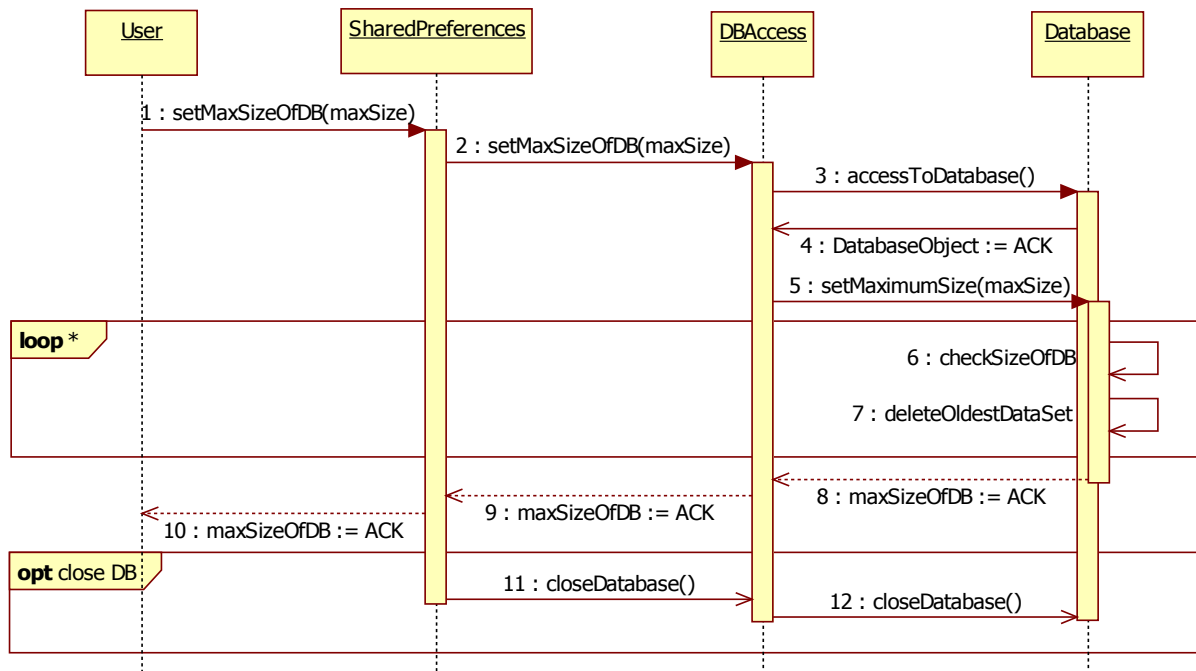 User
SharedPreferences
DBAccess
Database
1 : setMaxSizeOfDB(maxSize)
2 : setMaxSizeOfDB(maxSize)
3 : accessToDatabase()
4 : DatabaseObject := ACK
5 : setMaximumSize(maxSize)
loop *
6 : checkSizeOfDB
7 : deleteOldestDataSet
8 : maxSizeOfDB := ACK
9 : maxSizeOfDB := ACK
10 : maxSizeOfDB := ACK
opt close DB
11 : closeDatabase()
12 : closeDatabase()